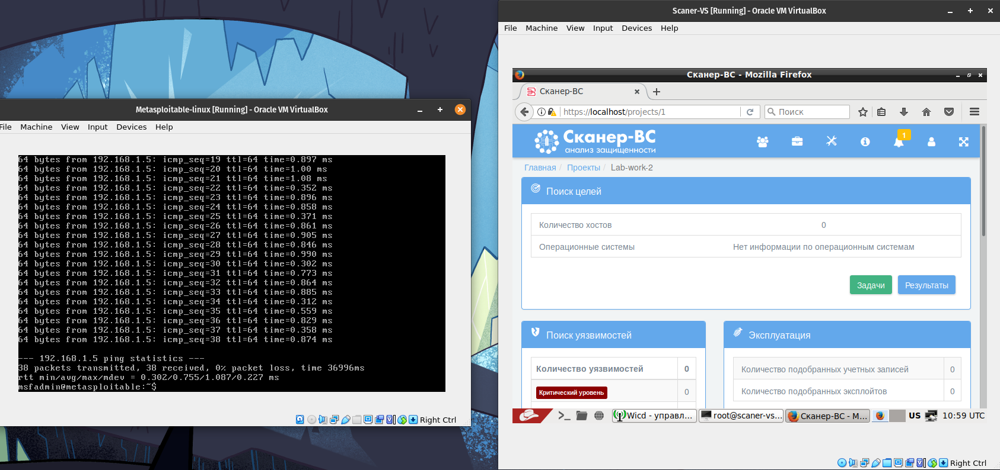 Metasploitable-linux [Running] - Oracle VM VirtualBox
File Machine View Input Devices Help
64 bytes from 192.168.1.5: icmp_seq=19 ttl=64 time=0.897 ms
64 bytes from 192.168.1.5: icmp_seq=20 ttl=64 time=1.00 ms
64 bytes from 192.168.1.5: icmp_seq=21 ttl=64 time=1.08 ms
64 bytes from 192.168.1.5: icmp_seq=22 ttl=64 time=0.352 ms
64 bytes from 192.168.1.5: icmp_seq=23 ttl=64 time=0.896 ms
64 bytes from 192.168.1.5: icmp_seq=24 ttl=64 time=0.858 ms
64 bytes from 192.168.1.5: icmp_seq=25 ttl=64 time=0.371 ms
64 bytes from 192.168.1.5: icmp_seq=26 ttl=64 time=0.861 ms
64 bytes from 192.168.1.5: icmp_seq=27 ttl=64 time=0.905 ms
64 bytes from 192.168.1.5: icmp_seq=28 ttl=64 time=0.846 ms
64 bytes from 192.168.1.5: icmp_seq=29 ttl=64 time=0.990 ms
64 bytes from 192.168.1.5: icmp_seq=30 ttl=64 time=0.302 ms
64 bytes from 192.168.1.5: icmp_seq=31 ttl=64 time=0.773 ms
64 bytes from 192.168.1.5: icmp_seq=32 ttl=64 time=0.864 ms
64 bytes from 192.168.1.5: icmp_seq=33 ttl=64 time=0.885 ms
64 bytes from 192.168.1.5: icmp_seq=34 ttl=64 time=0.312 ms
64 bytes from 192.168.1.5: icmp_seq=35 ttl=64 time=0.559 ms
64 bytes from 192.168.1.5: icmp_seq=36 ttl=64 time=0.829 ms
64 bytes from 192.168.1.5: icmp_seq=37 ttl=64 time=0.358 ms
64 bytes from 192.168.1.5: icmp_seq=38 ttl=64 time=0.874 ms
--- 192.168.1.5 ping statistics ---
38 packets transmitted, 38 received, 0% packet loss, time 36996ms
rtt min/avg/max/mdev = 0.302/0.755/1.087/0.227 ms
msfadmin@metasploitable:~$
Right Ctrl
Scaner-VS [Running] - Oracle VM VirtualBox
File Machine View Input Devices Help
Сканер-ВС - Mozilla Firefox
Сканер-ВС
https://localhost/projects/1
Поиск
Сканер-ВС
анализ защищенности
1
Главная / Проекты / Lab-work-2
Поиск целей
Количество хостов 0
Операционные системы Нет информации по операционным системам
Задачи Результаты
Поиск уязвимостей
Количество уязвимостей 0
Критический уровень 0
Эксплуатация
Количество подобранных учетных записей 0
Количество подобранных эксплойтов 0
Wicd - управл... root@scaner-vs... Сканер-ВС - M... US 10:59 UTC
Right Ctrl